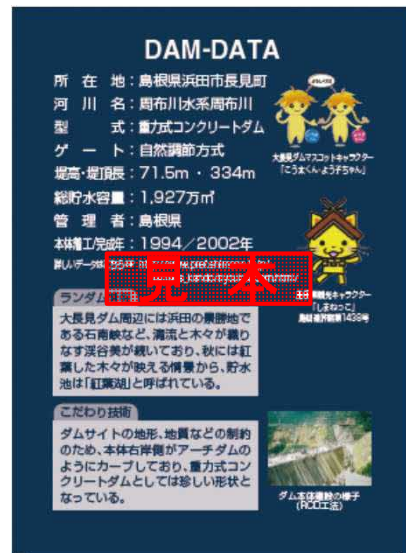 DAM-DATA
所在地:島根県浜田市長見町
河川名:周布川水系周布川
型式:重力式コンクリートダム
ゲート:自然調節方式
堤高・堤頂長:71.5m・334m
総貯水容量:1,927万㎥
管理者:島根県
本体着工/完成年:1994/2002年
大長見ダムマスコットキャラクター
「こう太くん・よう子ちゃん」
見本
観光キャラクター
「しまねっこ」
ランダム情報
大長見ダム周辺には浜田の景勝地で
ある石南峡など、清流と木々が織り
なす渓谷美が続いており、秋には紅
葉した木々が映える情景から、貯水
池は「紅葉湖」と呼ばれている。
こだわり技術
ダムサイトの地形、地質などの制約
のため、本体右岸側がアーチダムの
ようにカーブしており、重力式コン
クリートダムとしては珍しい形状と
なっている。
ダム本体建設の様子
(RCD工法)